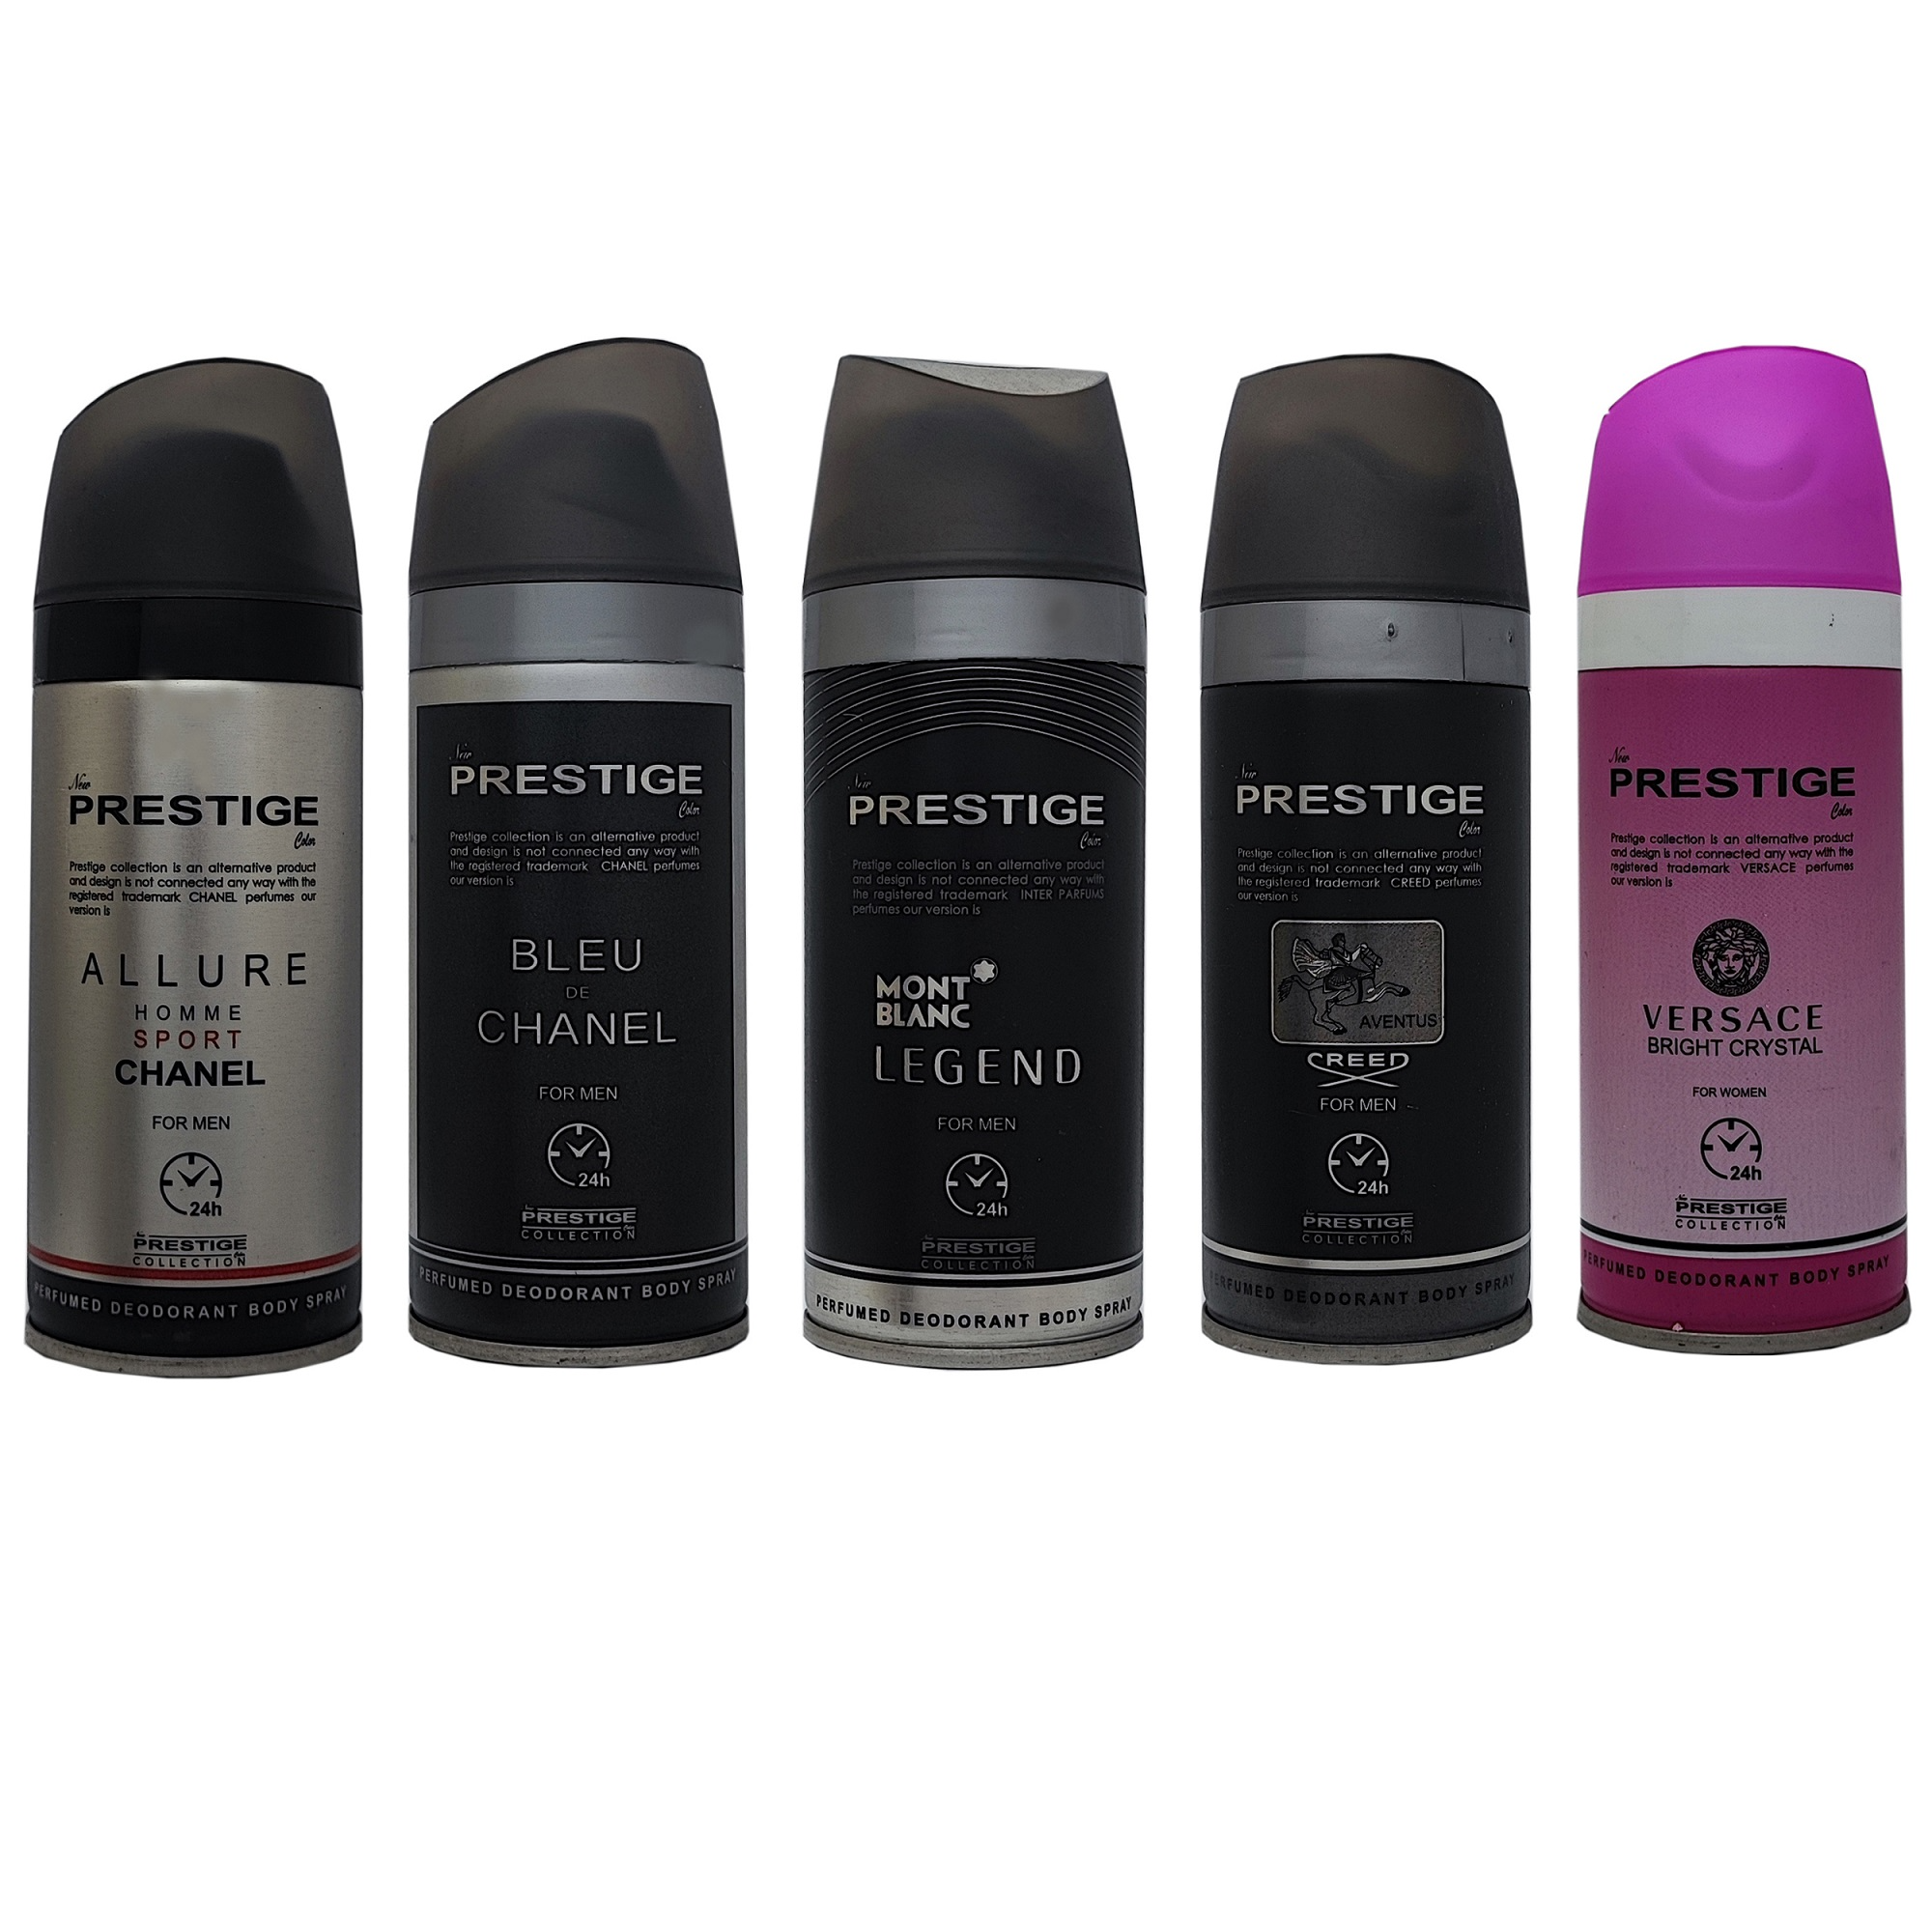 New
PRESTIGE
Color
Prestige collection is an alternative product
and design is not connected any way with the
registered trademark CHANEL perfumes our
version is
ALLURE
HOMME
SPORT
CHANEL
FOR MEN
24h
PRESTIGE
COLLECTION
PERFUMED DEODORANT BODY SPRAY
New
PRESTIGE
Color
Prestige collection is an alternative product
and design is not connected any way with
the registered trademark CHANEL perfumes
our version is
BLEU
DE
CHANEL
FOR MEN
24h
PRESTIGE
COLLECTION
PERFUMED DEODORANT BODY SPRAY
New
PRESTIGE
Color
Prestige collection is an alternative product
and design is not connected any way with
the registered trademark INTER PARFUMS
perfumes our version is
MONT
BLANC
LEGEND
FOR MEN
24h
PRESTIGE
COLLECTION
PERFUMED DEODORANT BODY SPRAY
New
PRESTIGE
Color
Prestige collection is an alternative product
and design is not connected any way with
the registered trademark CREED perfumes
our version is
AVENTUS
CREED
FOR MEN
24h
PRESTIGE
COLLECTION
PERFUMED DEODORANT BODY SPRAY
New
PRESTIGE
Color
Prestige collection is an alternative product
and design is not connected any way with the
registered trademark VERSACE perfumes
our version is
VERSACE
BRIGHT CRYSTAL
FOR WOMEN
24h
PRESTIGE
COLLECTION
PERFUMED DEODORANT BODY SPRAY